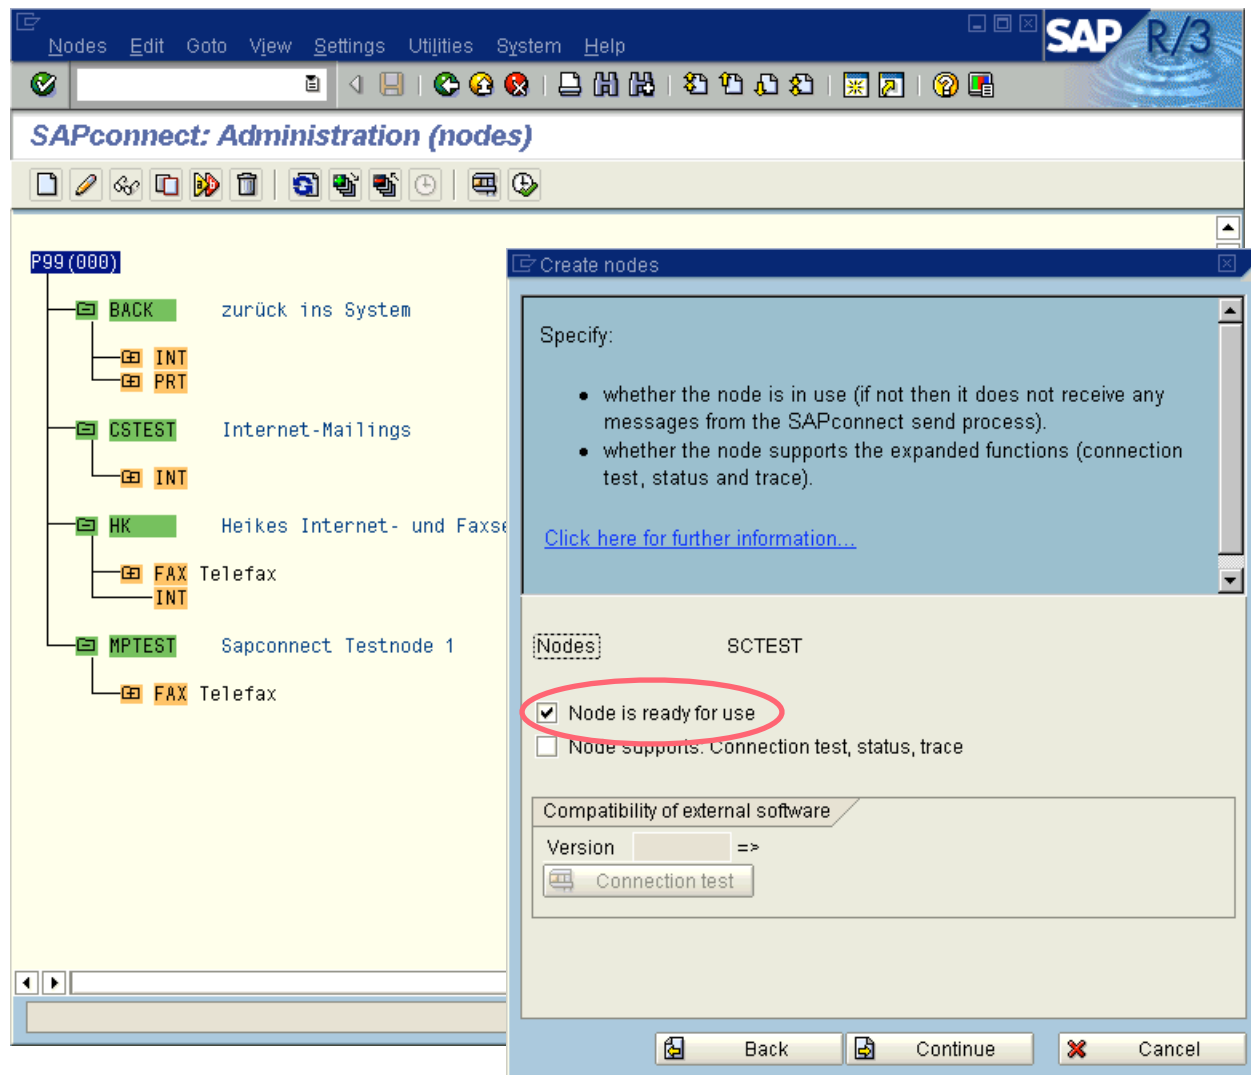 Nodes Edit Goto View Settings Utilities System Help
SAP R/3
SAPconnect: Administration (nodes)
P99(000)
BACK zurück ins System
INT
PRT
CSTEST Internet-Mailings
INT
HK Heikes Internet- und Faxse
FAX Telefax
INT
MPTEST Sapconnect Testnode 1
FAX Telefax
Create nodes
Specify:
• whether the node is in use (if not then it does not receive any
messages from the SAPconnect send process).
• whether the node supports the expanded functions (connection
test, status and trace).
Click here for further information...
Nodes SCTEST
Node is ready for use
Node supports: Connection test, status, trace
Compatibility of external software
Version =>
Connection test
Back Continue Cancel